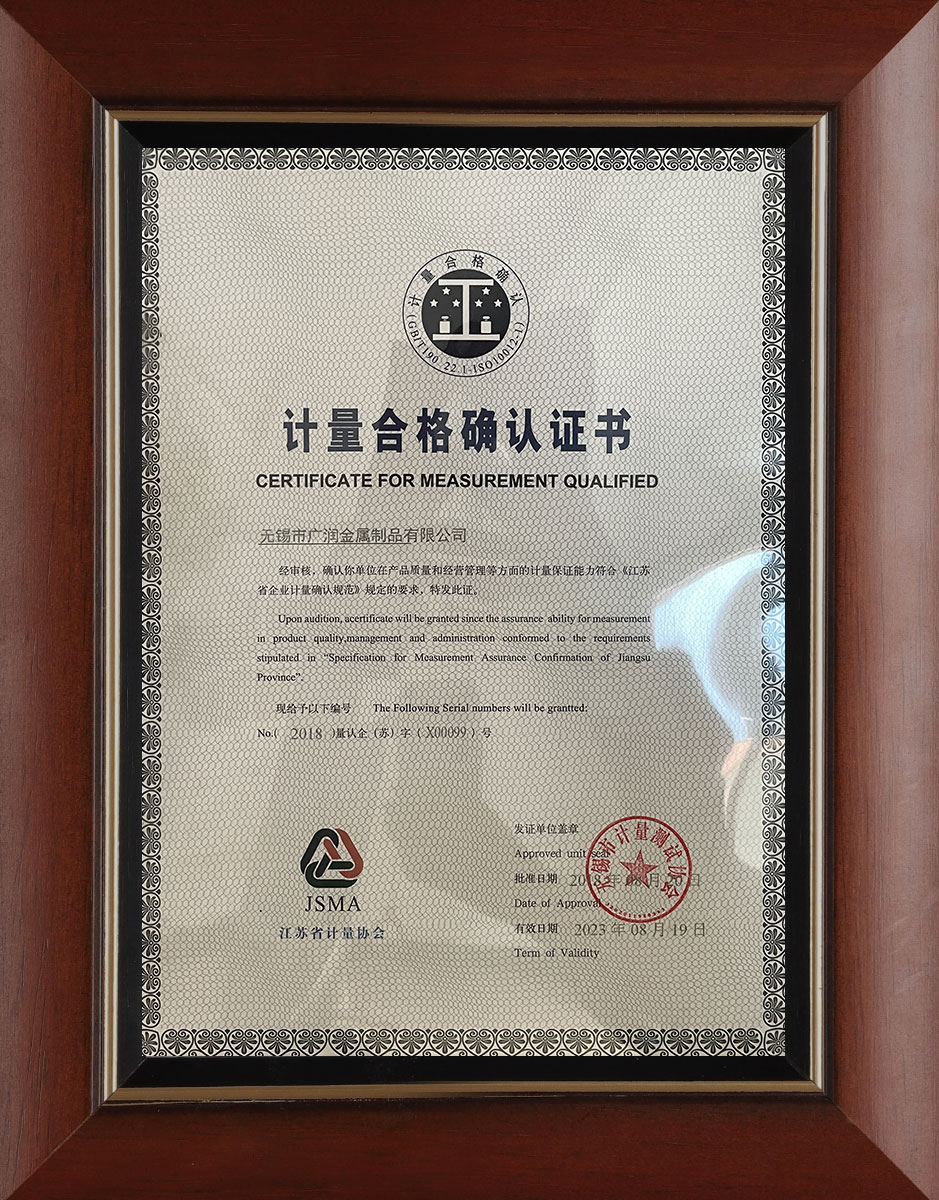 计量合格确认
(GB/T190 22.1-ISO10012-1)
计量合格确认证书
CERTIFICATE FOR MEASUREMENT QUALIFIED
无锡市广润金属制品有限公司
经审核，确认你单位在产品质量和经营管理等方面的计量保证能力符合《江苏
省企业计量确认规范》规定的要求，特发此证。
Upon audition, acertificate will be granted since the assurance ability for measurement
in product quality,management and administration conformed to the requirements
stipulated in “Specification for Measurement Assurance Confirmation of Jiangsu
Province”.
现给予以下编号 The Following Serial numbers will be grantted:
No.( 2018 )量认企（苏）字（ X00099 ）号
发证单位盖章
Approved unit seal
无锡市计量测试协会
批准日期 2018 年 08 月 20 日
Date of Approval
有效日期 2023 年 08 月 19 日
Term of Validity
JSMA
江苏省计量协会